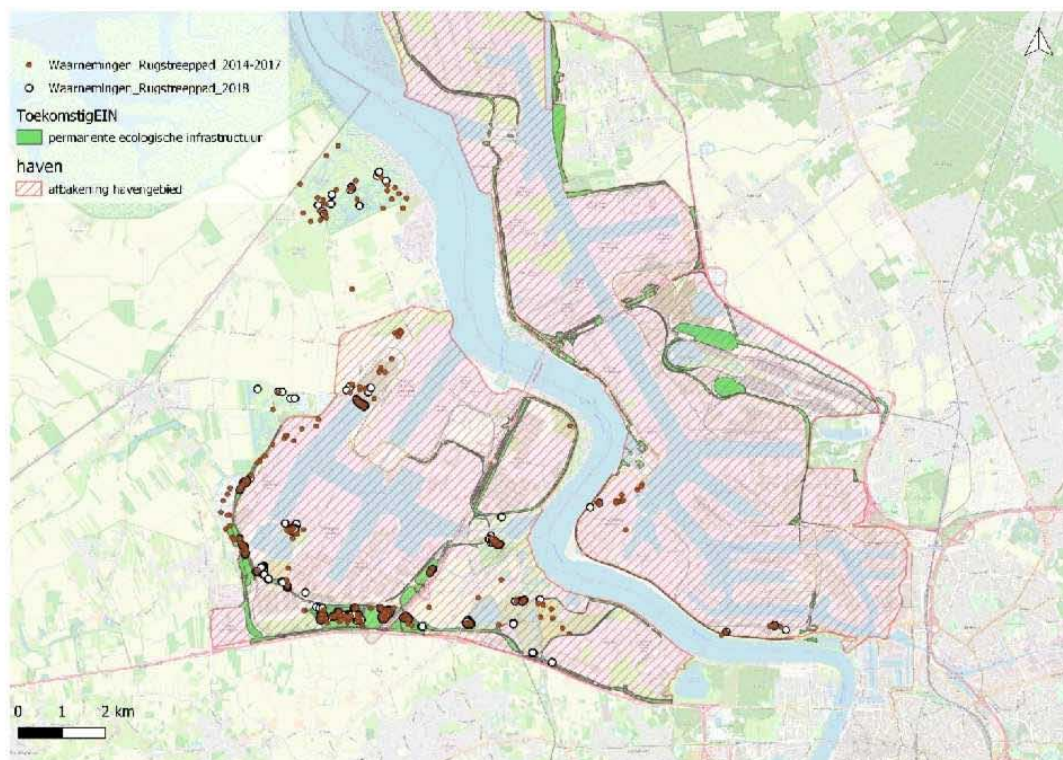 Waarnemingen_Rugstreeppad_2014-2017
Waarnemingen_Rugstreeppad_2018
ToekomstigEIN
permanente ecologische infrastructuur
haven
afbakening havengebied
0 1 2 km